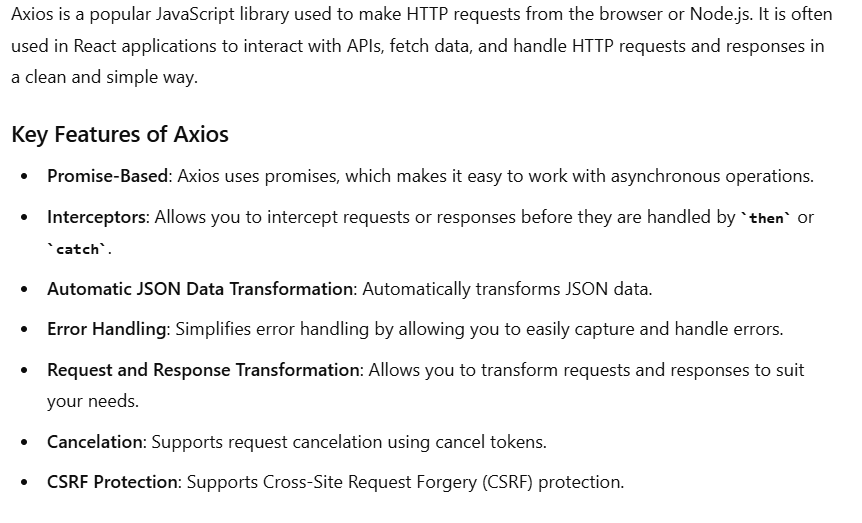 Axios is a popular JavaScript library used to make HTTP requests from the browser or Node.js. It is often
used in React applications to interact with APIs, fetch data, and handle HTTP requests and responses in
a clean and simple way.
Key Features of Axios
• Promise-Based: Axios uses promises, which makes it easy to work with asynchronous operations.
• Interceptors: Allows you to intercept requests or responses before they are handled by `then` or
`catch`.
• Automatic JSON Data Transformation: Automatically transforms JSON data.
• Error Handling: Simplifies error handling by allowing you to easily capture and handle errors.
• Request and Response Transformation: Allows you to transform requests and responses to suit
your needs.
• Cancelation: Supports request cancelation using cancel tokens.
• CSRF Protection: Supports Cross-Site Request Forgery (CSRF) protection.